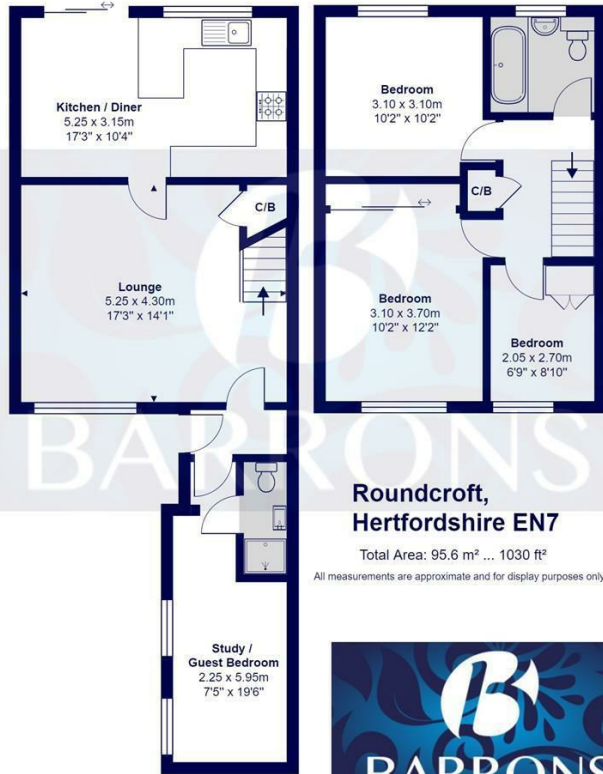 Kitchen / Diner
5.25 x 3.15m
17'3" x 10'4"
C/B
Lounge
5.25 x 4.30m
17'3" x 14'1"
Study /
Guest Bedroom
2.25 x 5.95m
7'5" x 19'6"
Bedroom
3.10 x 3.10m
10'2" x 10'2"
C/B
Bedroom
3.10 x 3.70m
10'2" x 12'2"
Bedroom
2.05 x 2.70m
6'9" x 8'10"
B
BARRONS
Roundcroft,
Hertfordshire EN7
Total Area: 95.6 m² ... 1030 ft²
All measurements are approximate and for display purposes only
B
BARRONS